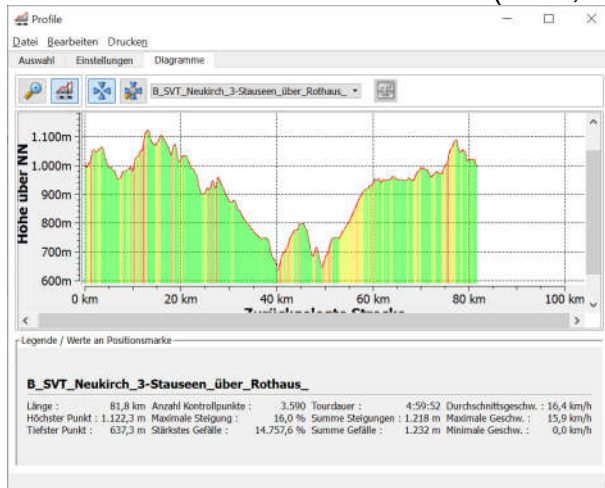 Profile
Datei Bearbeiten Drucken
Auswahl Einstellungen Diagramme
B_SVT_Neukirch_3-Stauseen_über_Rothaus_
Höhe über NN
1.100m
1.000m
900m
800m
700m
600m
0 km 20 km 40 km 60 km 80 km 100 km
Zurückgelegte Strecke
Legende / Werte an Positionsmarke
B_SVT_Neukirch_3-Stauseen_über_Rothaus_
Länge : 81,8 km Anzahl Kontrollpunkte : 3.590 Tourdauer : 4:59:52 Durchschnittsgeschw. : 16,4 km/h
Höchster Punkt : 1.122,3 m Maximale Steigung : 16,0 % Summe Steigungen : 1.218 m Maximale Geschw. : 15,9 km/h
Tiefster Punkt : 637,3 m Stärkstes Gefälle : 14.757,6 % Summe Gefälle : 1.232 m Minimale Geschw. : 0,0 km/h